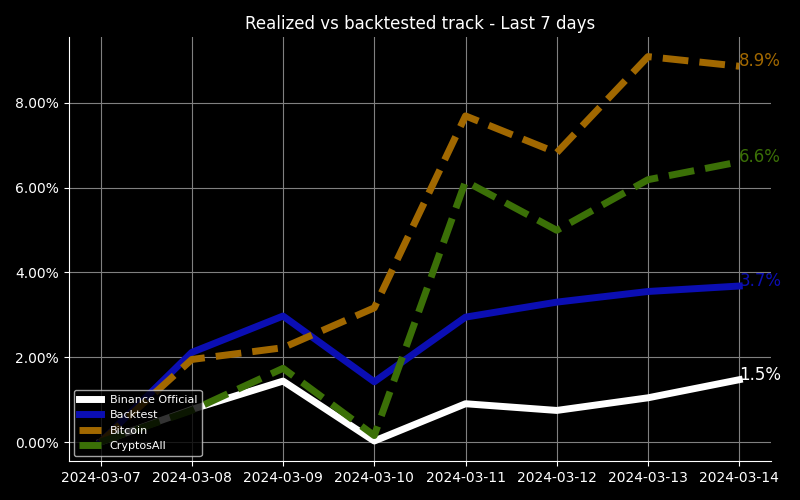 Realized vs backtested track - Last 7 days
8.00%
6.00%
4.00%
2.00%
0.00%
8.9%
6.6%
3.7%
1.5%
Binance Official
Backtest
Bitcoin
CryptosAll
2024-03-07 2024-03-08 2024-03-09 2024-03-10 2024-03-11 2024-03-12 2024-03-13 2024-03-14